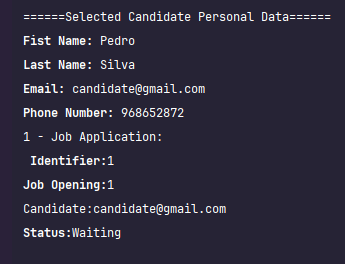 ======Selected Candidate Personal Data======
Fist Name: Pedro
Last Name: Silva
Email: candidate@gmail.com
Phone Number: 968652872
1 - Job Application:
Identifier:1
Job Opening:1
Candidate:candidate@gmail.com
Status:Waiting